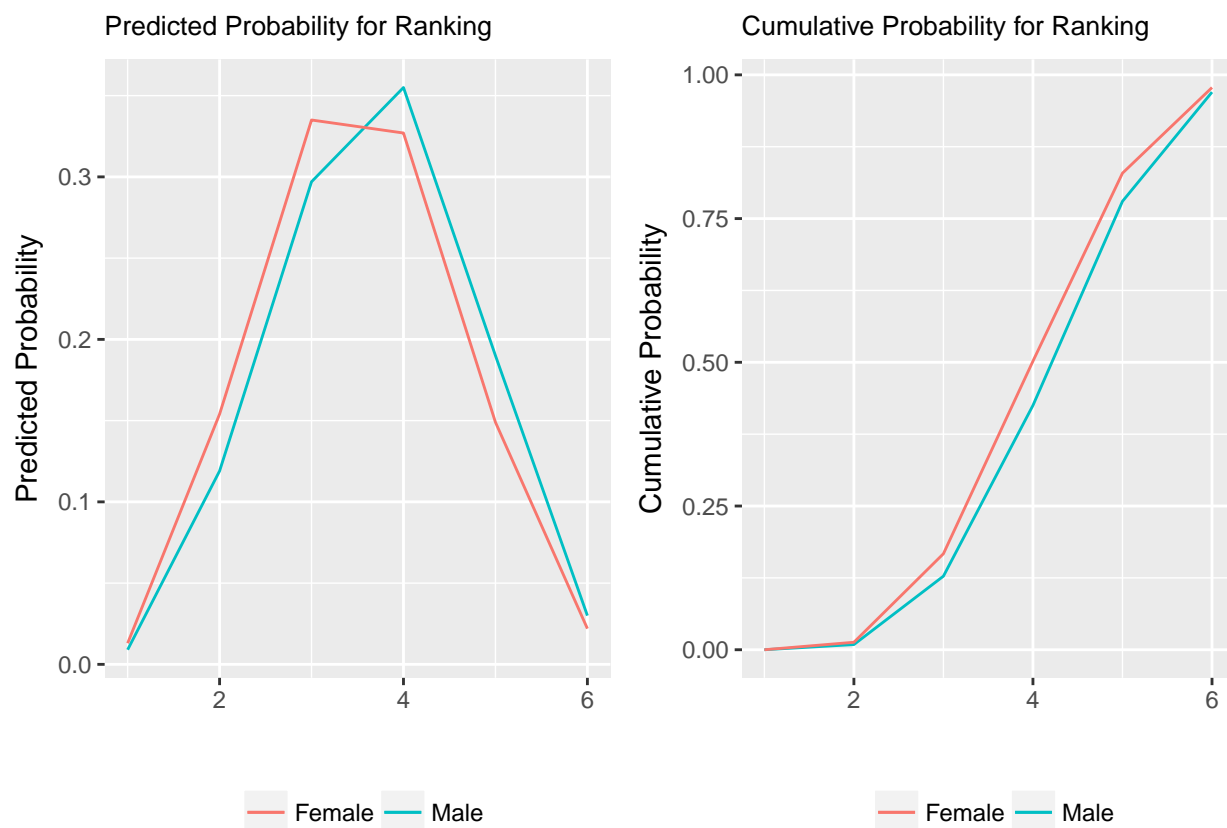 Predicted Probability for Ranking
Predicted Probability
0.3
0.2
0.1
0.0
2 4 6
Female Male
Cumulative Probability for Ranking
Cumulative Probability
1.00
0.75
0.50
0.25
0.00
2 4 6
Female Male